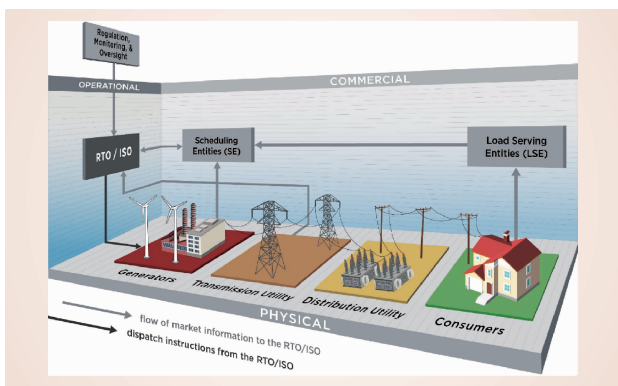 Regulation,
Monitoring, &
Oversight
OPERATIONAL
COMMERCIAL
RTO / ISO
Scheduling
Entities (SE)
Load Serving
Entities (LSE)
Generators
Transmission Utility
Distribution Utility
Consumers
PHYSICAL
flow of market information to the RTO/ISO
dispatch instructions from the RTO/ISO